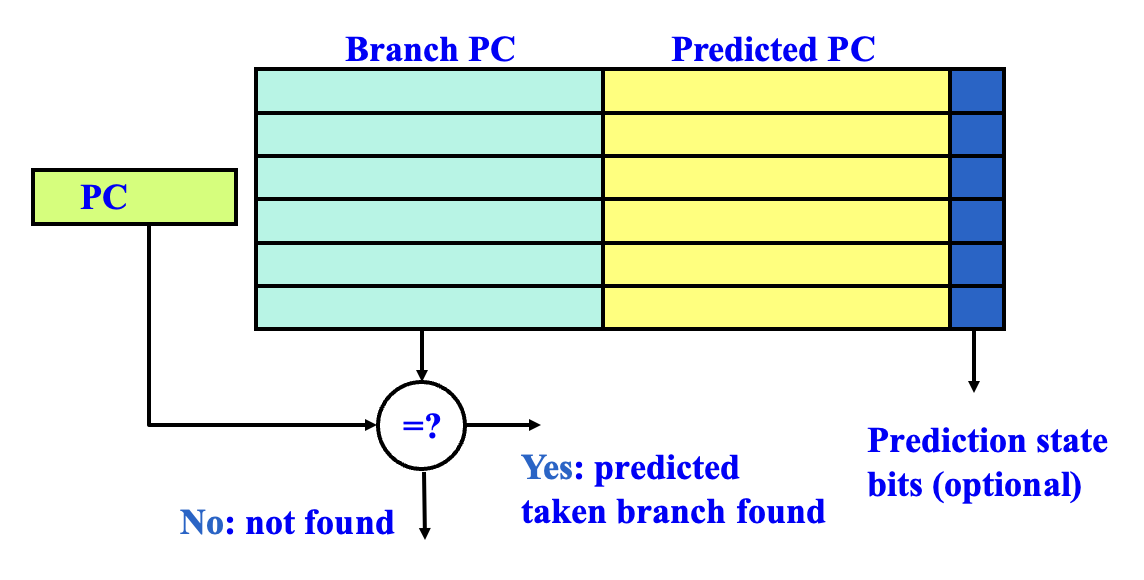 Branch PC
Predicted PC
PC
=?
Yes: predicted
taken branch found
No: not found
Prediction state
bits (optional)